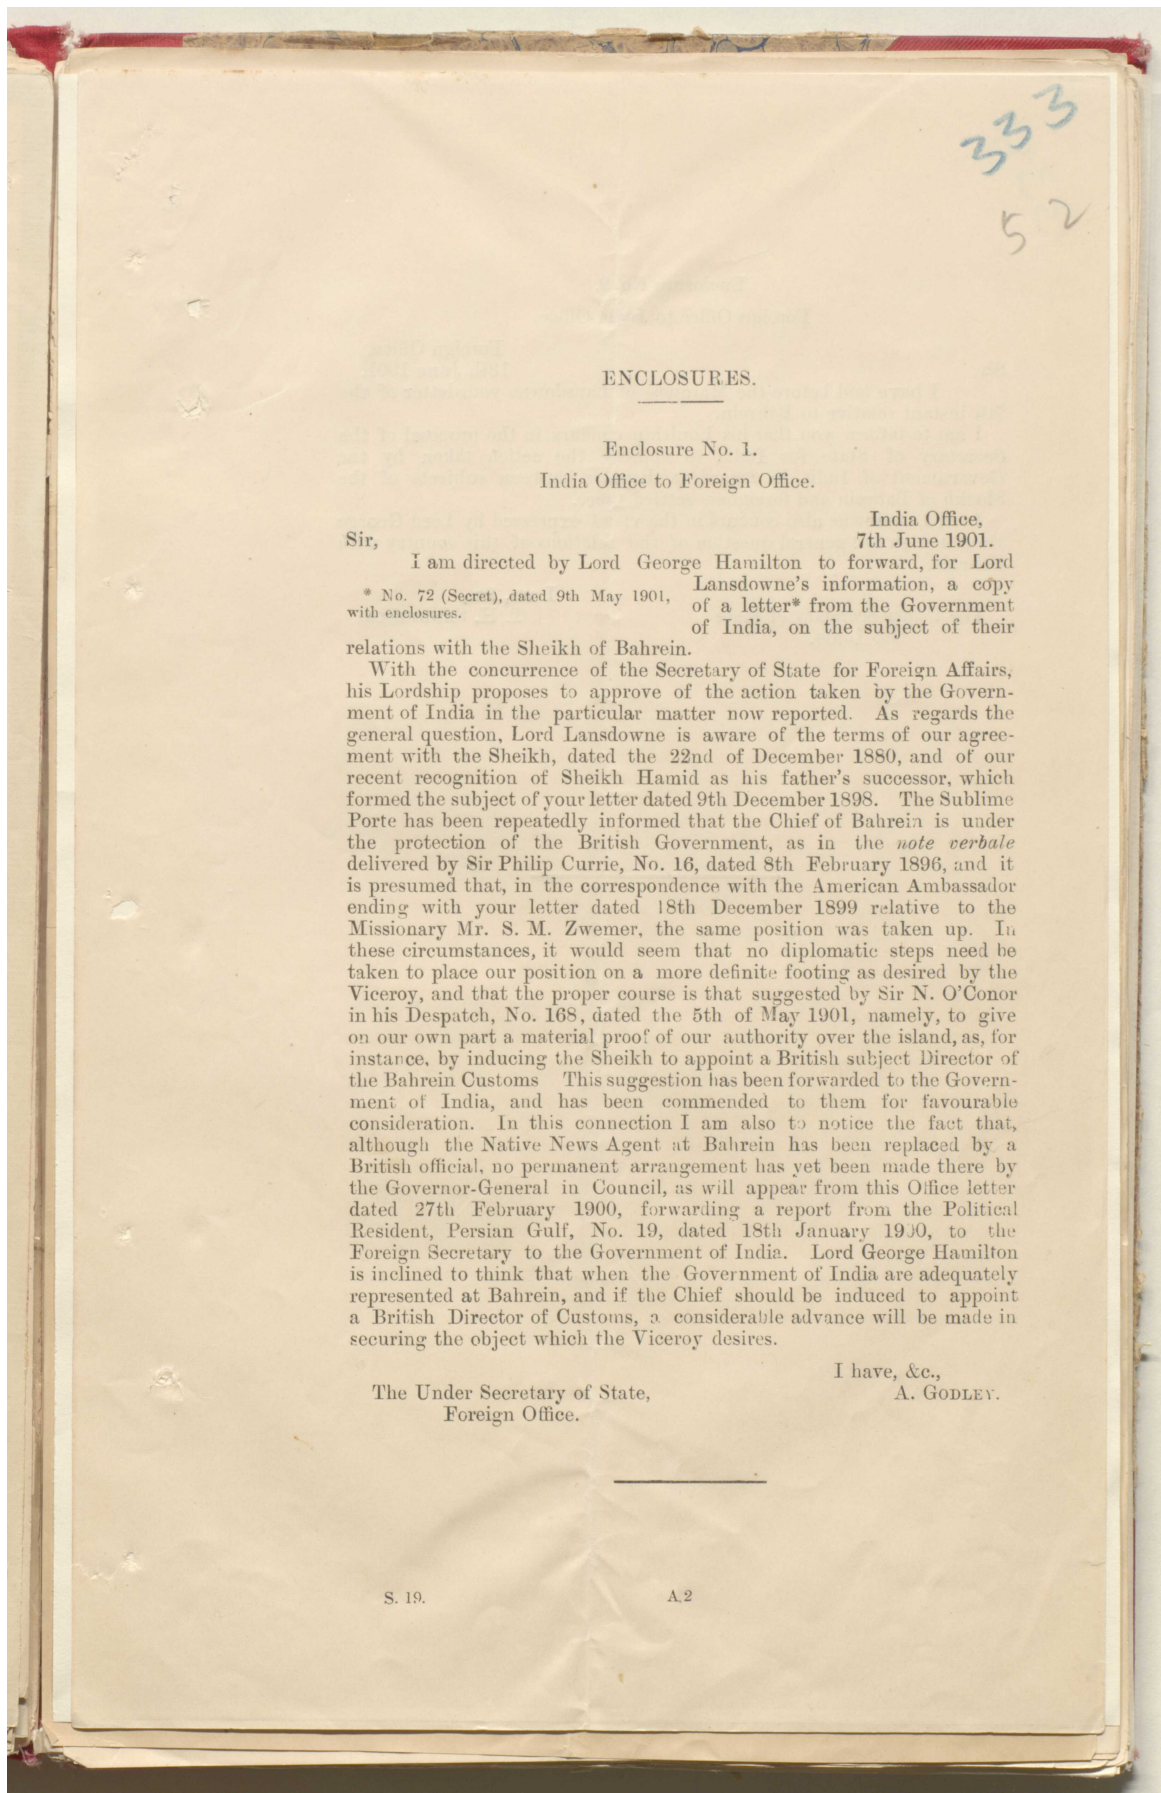 333
52
ENCLOSURES.
Enclosure No. 1.
India Office to Foreign Office.
India Office,
Sir, 7th June 1901.
I am directed by Lord George Hamilton to forward, for Lord
Lansdowne's information, a copy
* No. 72 (Secret), dated 9th May 1901,
with enclosures.
of a letter* from the Government
of India, on the subject of their
relations with the Sheikh of Bahrein.
With the concurrence of the Secretary of State for Foreign Affairs,
his Lordship proposes to approve of the action taken by the Govern-
ment of India in the particular matter now reported. As regards the
general question, Lord Lansdowne is aware of the terms of our agree-
ment with the Sheikh, dated the 22nd of December 1880, and of our
recent recognition of Sheikh Hamid as his father's successor, which
formed the subject of your letter dated 9th December 1898. The Sublime
Porte has been repeatedly informed that the Chief of Bahrein is under
the protection of the British Government, as in the note verbale
delivered by Sir Philip Currie, No. 16, dated 8th February 1896, and it
is presumed that, in the correspondence with the American Ambassador
ending with your letter dated 18th December 1899 relative to the
Missionary Mr. S. M. Zwemer, the same position was taken up. In
these circumstances, it would seem that no diplomatic steps need be
taken to place our position on a more definite footing as desired by the
Viceroy, and that the proper course is that suggested by Sir N. O'Conor
in his Despatch, No. 168, dated the 5th of May 1901, namely, to give
on our own part a material proof of our authority over the island, as, for
instance, by inducing the Sheikh to appoint a British subject Director of
the Bahrein Customs This suggestion has been forwarded to the Govern-
ment of India, and has been commended to them for favourable
consideration. In this connection I am also to notice the fact that,
although the Native News Agent at Bahrein has been replaced by a
British official, no permanent arrangement has yet been made there by
the Governor-General in Council, as will appear from this Office letter
dated 27th February 1900, forwarding a report from the Political
Resident, Persian Gulf, No. 19, dated 18th January 1900, to the
Foreign Secretary to the Government of India. Lord George Hamilton
is inclined to think that when the Government of India are adequately
represented at Bahrein, and if the Chief should be induced to appoint
a British Director of Customs, a considerable advance will be made in
securing the object which the Viceroy desires.
I have, &c.,
The Under Secretary of State, A. GODLEY.
Foreign Office.
S. 19. A 2